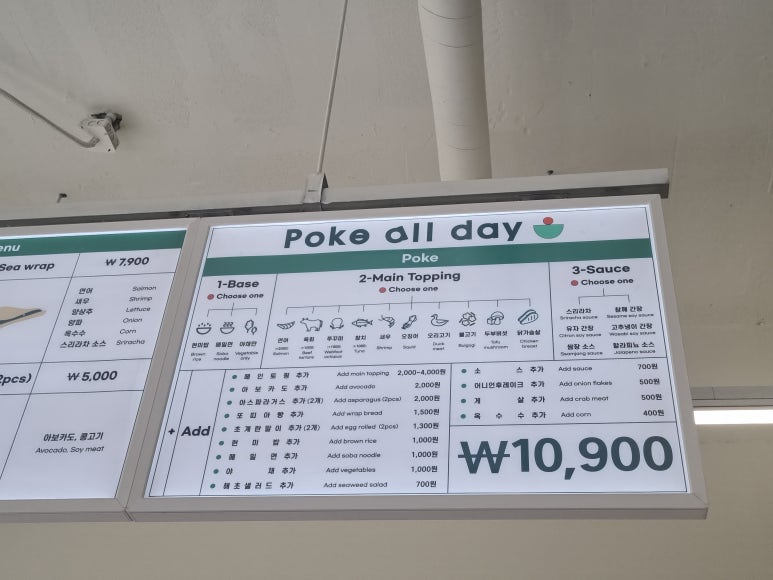 enu
Sea wrap
₩ 7,900
연어 Salmon
새우 Shrimp
양상추 Lettuce
양파 Onion
옥수수 Corn
스리라차 소스 Sriracha
2pcs)
₩ 5,000
아보카도, 불고기
Avocado, Soy meat
Poke all day
Poke
1-Base
Choose one
현미밥 메밀면 야채만
Brown rice
Soba noodle
Vegetable only
2-Main Topping
Choose one
연어 육회 쭈꾸미 참치 새우 오징어 오리고기 불고기 두부버섯 닭가슴살
Salmon
Beef
Tuna
Shrimp
Squid
Duck meat
Bulgogi
Tofu mushroom
Chicken breast
3-Sauce
Choose one
스리라차 참깨 간장
Sriracha sauce Sesame soy sauce
유자 간장 고추냉이 간장
Citron soy sauce Wasabi soy sauce
쌈장 소스 할라피뇨 소스
Ssamjang sauce Jalapeno sauce
+ Add
메인토핑 추가 Add main topping 2,000~4,000원
아보카도 추가 Add avocado 2,000원
아스파라거스 추가 (2개) Add asparagus (2pcs) 2,000원
또띠아랑 추가 Add wrap bread 1,500원
초계란말이 추가 (2개) Add egg rolled (2pcs) 1,300원
현미밥 추가 Add brown rice 1,000원
메밀면 추가 Add soba noodle 1,000원
야채 추가 Add vegetables 1,000원
해초샐러드 추가 Add seaweed salad 700원
소스 추가 Add sauce 700원
어니언후레이크 추가 Add onion flakes 500원
게살 추가 Add crab meat 500원
옥수수 추가 Add corn 400원
₩10,900